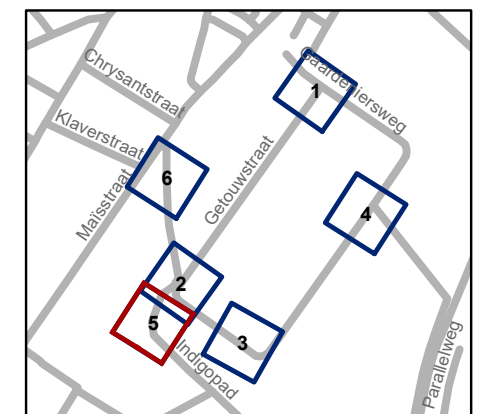 Gaardeniersweg
Chrysantstraat
1
Klaverstraat
Getouwstraat
6
Maïsstraat
4
2
5
3
Indigopad
Parallelweg